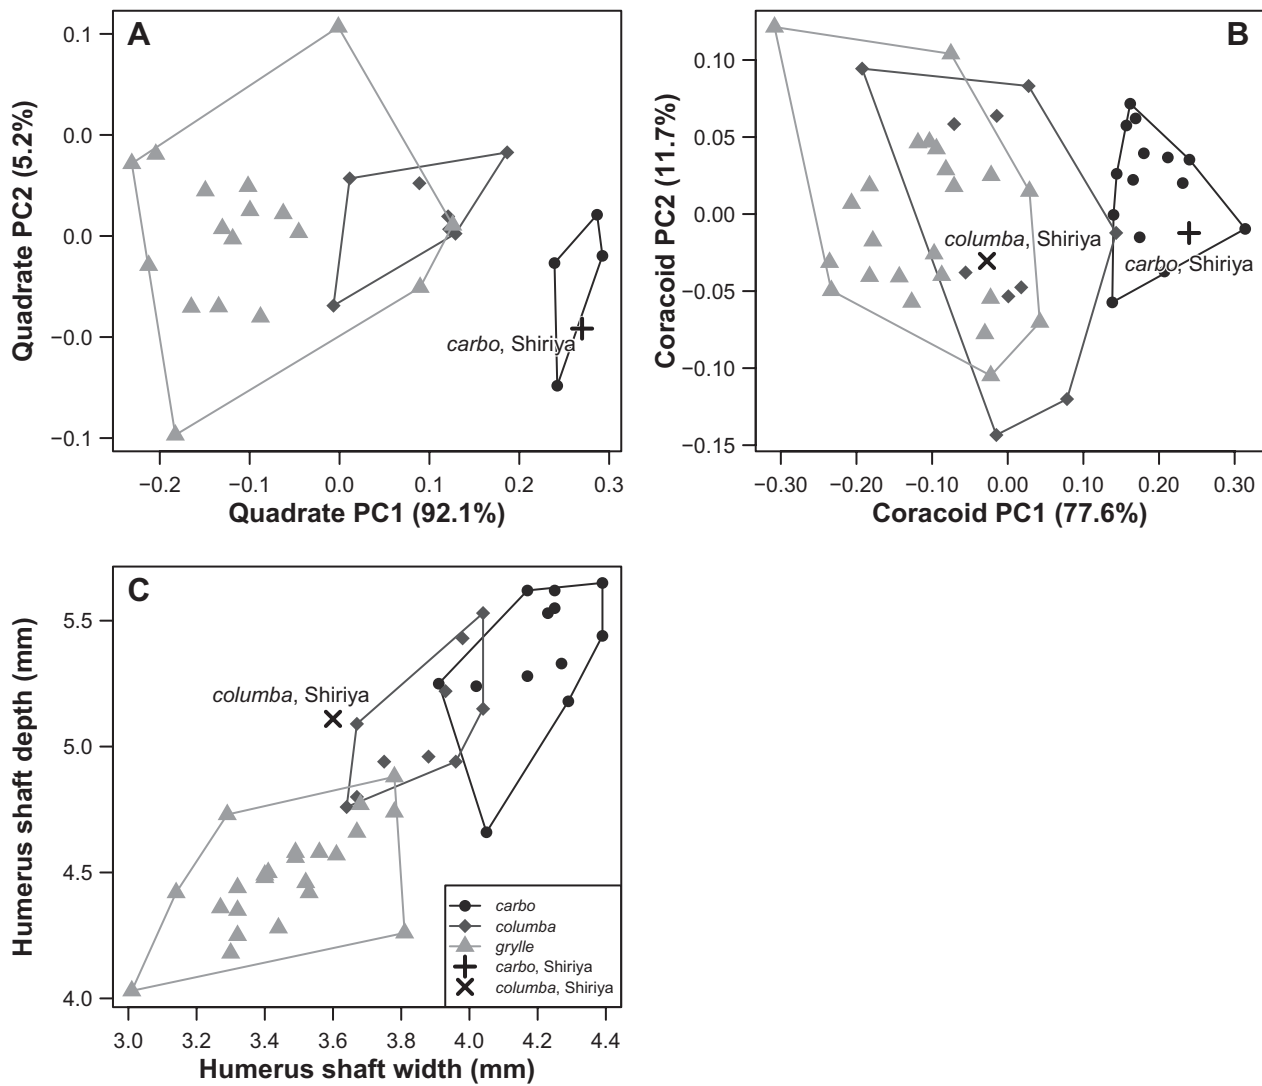 A
Quadrate PC2 (5.2%)
0.1
0.0
0.0
−0.0
−0.1
carbo, Shiriya
−0.2 −0.1 0.0 0.1 0.2 0.3
Quadrate PC1 (92.1%)
B
Coracoid PC2 (11.7%)
0.10
0.05
0.00
−0.05
−0.10
−0.15
columba, Shiriya
carbo, Shiriya
−0.30 −0.20 −0.10 0.00 0.10 0.20 0.30
Coracoid PC1 (77.6%)
C
Humerus shaft depth (mm)
5.5
5.0
4.5
4.0
columba, Shiriya
carbo
columba
grylle
carbo, Shiriya
columba, Shiriya
3.0 3.2 3.4 3.6 3.8 4.0 4.2 4.4
Humerus shaft width (mm)